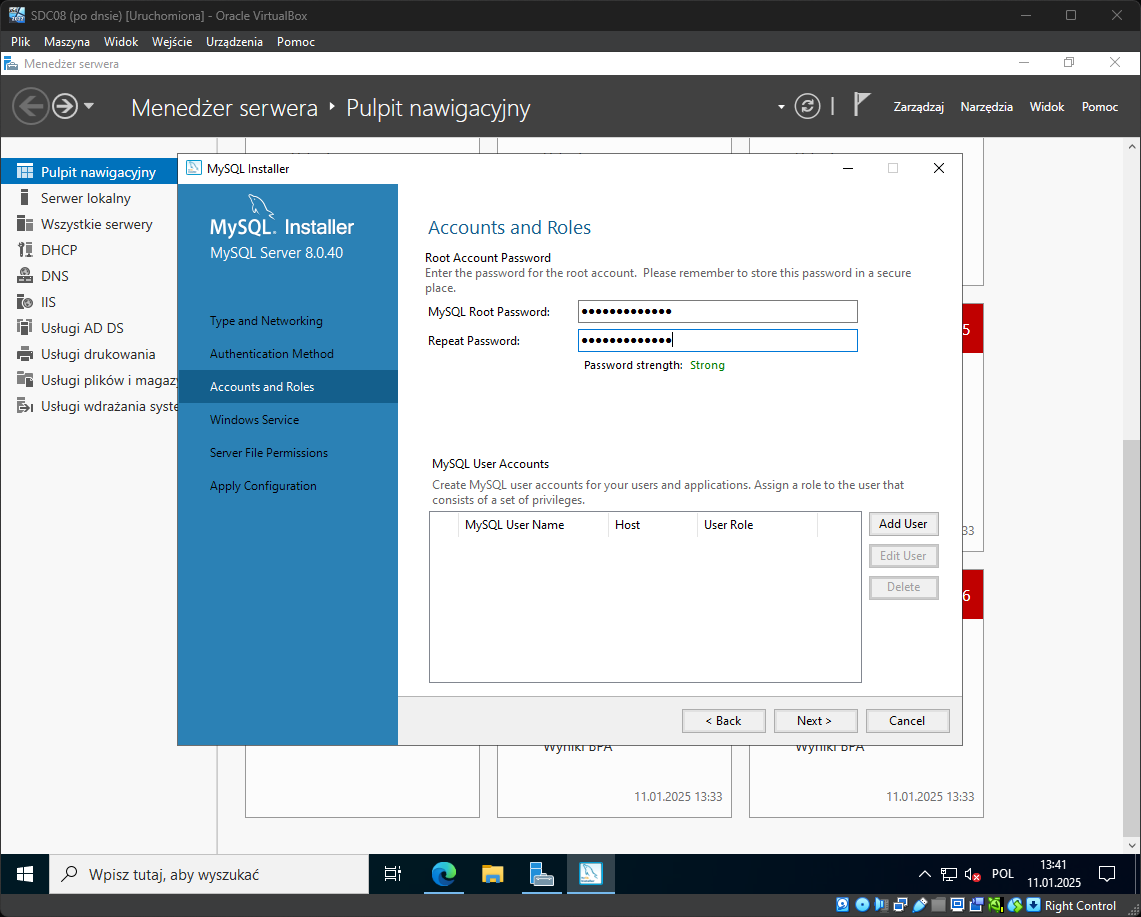 SDC08 (po dnsie) [Uruchomiona] - Oracle VirtualBox
Plik Maszyna Widok Wejście Urządzenia Pomoc
Menedżer serwera
Menedżer serwera Pulpit nawigacyjny
Zarządzaj Narzędzia Widok Pomoc
Pulpit nawigacyjny
Serwer lokalny
Wszystkie serwery
DHCP
DNS
IIS
Usługi AD DS
Usługi drukowania
Usługi plików i magaz
Usługi wdrażania syste
MySQL Installer
MySQL. Installer
MySQL Server 8.0.40
Type and Networking
Authentication Method
Accounts and Roles
Windows Service
Server File Permissions
Apply Configuration
Accounts and Roles
Root Account Password
Enter the password for the root account. Please remember to store this password in a secure
place.
MySQL Root Password: ●●●●●●●●●●●●●
Repeat Password: ●●●●●●●●●●●●●
Password strength: Strong
MySQL User Accounts
Create MySQL user accounts for your users and applications. Assign a role to the user that
consists of a set of privileges.
MySQL User Name Host User Role
Add User
Edit User
Delete
< Back Next > Cancel
5
33
6
Wyniki BPA Wyniki BPA
11.01.2025 13:33 11.01.2025 13:33
Wpisz tutaj, aby wyszukać
POL
13:41
11.01.2025
Right Control